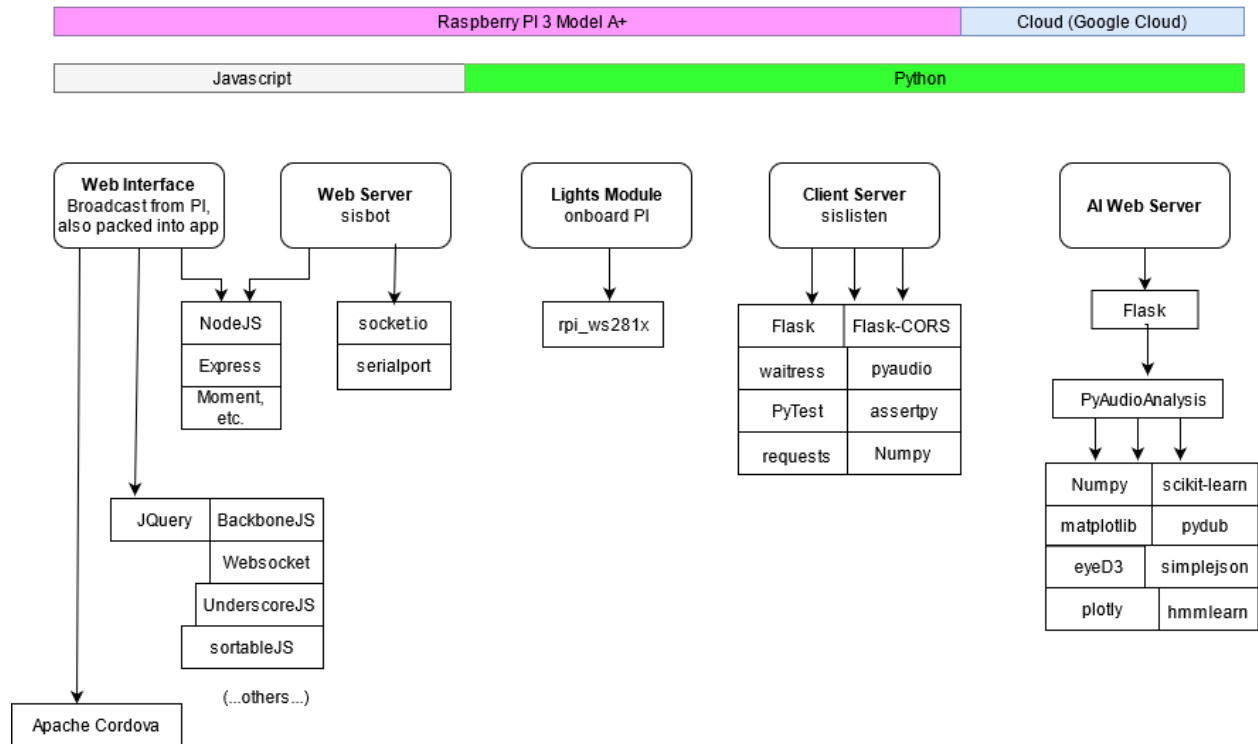 Raspberry PI 3 Model A+
Cloud (Google Cloud)
Javascript
Python
Web Interface
Broadcast from PI,
also packed into app
Web Server
sisbot
Lights Module
onboard PI
Client Server
sislisten
AI Web Server
NodeJS
Express
Moment,
etc.
socket.io
serialport
rpi_ws281x
Flask
Flask-CORS
waitress
pyaudio
PyTest
assertpy
requests
Numpy
Flask
PyAudioAnalysis
Numpy
scikit-learn
matplotlib
pydub
eyeD3
simplejson
plotly
hmmlearn
JQuery
BackboneJS
Websocket
UnderscoreJS
sortableJS
(...others...)
Apache Cordova